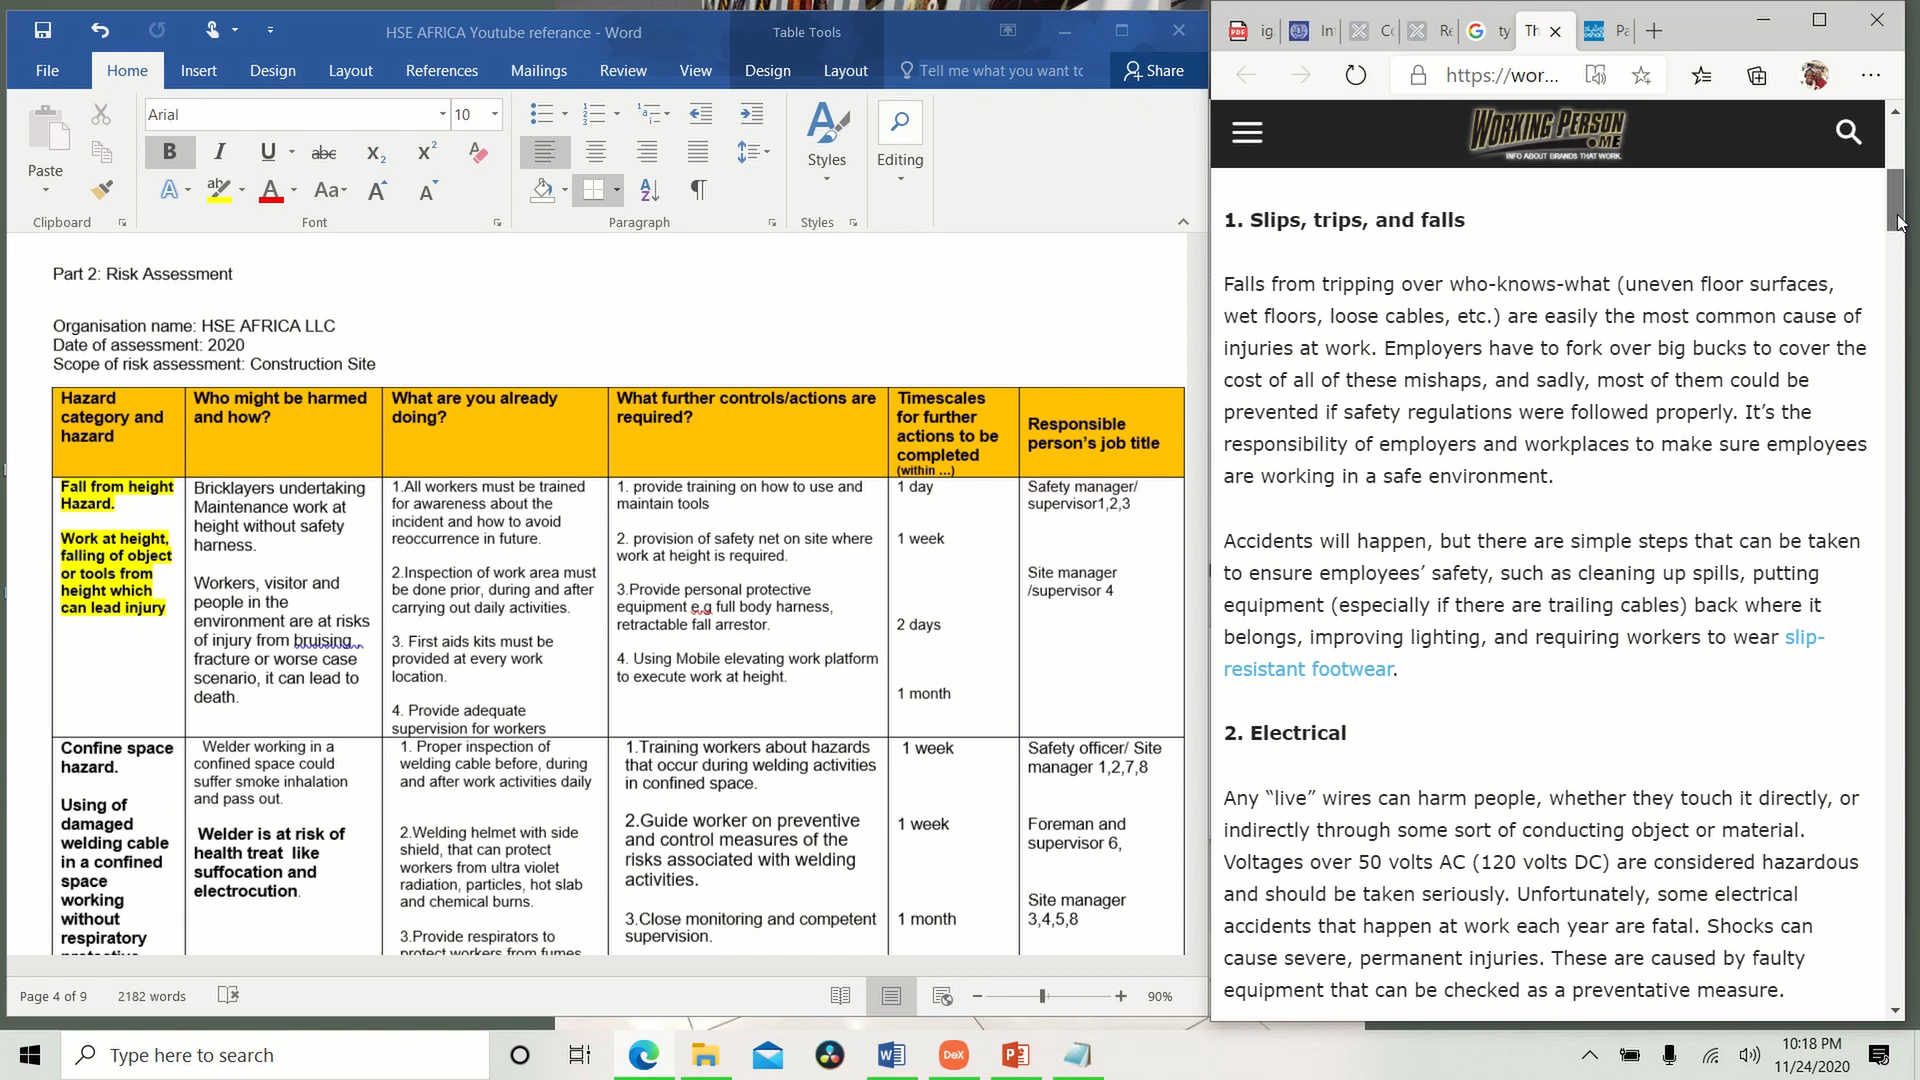 HSE AFRICA Youtube referance - Word
Table Tools
File
Home
Insert
Design
Layout
References
Mailings
Review
View
Design
Layout
Tell me what you want tc
Share
Paste
Clipboard
Arial
10
Font
Paragraph
Styles
Styles
Editing
Part 2: Risk Assessment
Organisation name: HSE AFRICA LLC
Date of assessment: 2020
Scope of risk assessment: Construction Site
Hazard
category and
hazard
Who might be harmed
and how?
What are you already
doing?
What further controls/actions are
required?
Timescales
for further
actions to be
completed
(within ...)
Responsible
person's job title
Fall from height
Hazard.
Work at height,
falling of object
or tools from
height which
can lead injury
Bricklayers undertaking
Maintenance work at
height without safety
harness.
Workers, visitor and
people in the
environment are at risks
of injury from bruising
fracture or worse case
scenario, it can lead to
death.
1.All workers must be trained
for awareness about the
incident and how to avoid
reoccurrence in future.
2.Inspection of work area must
be done prior, during and after
carrying out daily activities.
3. First aids kits must be
provided at every work
location.
4. Provide adequate
supervision for workers
1. provide training on how to use and
maintain tools
2. provision of safety net on site where
work at height is required.
3.Provide personal protective
equipment e.g full body harness,
retractable fall arrestor.
4. Using Mobile elevating work platform
to execute work at height.
1 day
1 week
2 days
1 month
Safety manager/
supervisor1,2,3
Site manager
/supervisor 4
Confine space
hazard.
Using of
damaged
welding cable
in a confined
space
working
without
respiratory
protective
Welder working in a
confined space could
suffer smoke inhalation
and pass out.
Welder is at risk of
health treat like
suffocation and
electrocution.
1. Proper inspection of
welding cable before, during
and after work activities daily
2.Welding helmet with side
shield, that can protect
workers from ultra violet
radiation, particles, hot slab
and chemical burns.
3.Provide respirators to
protect workers from fumes
1.Training workers about hazards
that occur during welding activities
in confined space.
2.Guide worker on preventive
and control measures of the
risks associated with welding
activities.
3.Close monitoring and competent
supervision.
1 week
1 week
1 month
Safety officer/ Site
manager 1,2,7,8
Foreman and
supervisor 6,
Site manager
3,4,5,8
Page 4 of 9
2182 words
90%
ig
In
Co
Re
ty
Th
Pa
https://wor...
WORKING PERSON
.ME
INFO ABOUT BRANDS THAT WORK.
1. Slips, trips, and falls
Falls from tripping over who-knows-what (uneven floor surfaces,
wet floors, loose cables, etc.) are easily the most common cause of
injuries at work. Employers have to fork over big bucks to cover the
cost of all of these mishaps, and sadly, most of them could be
prevented if safety regulations were followed properly. It’s the
responsibility of employers and workplaces to make sure employees
are working in a safe environment.
Accidents will happen, but there are simple steps that can be taken
to ensure employees’ safety, such as cleaning up spills, putting
equipment (especially if there are trailing cables) back where it
belongs, improving lighting, and requiring workers to wear slip-
resistant footwear.
2. Electrical
Any “live” wires can harm people, whether they touch it directly, or
indirectly through some sort of conducting object or material.
Voltages over 50 volts AC (120 volts DC) are considered hazardous
and should be taken seriously. Unfortunately, some electrical
accidents that happen at work each year are fatal. Shocks can
cause severe, permanent injuries. These are caused by faulty
equipment that can be checked as a preventative measure.
Type here to search
DeX
10:18 PM
11/24/2020